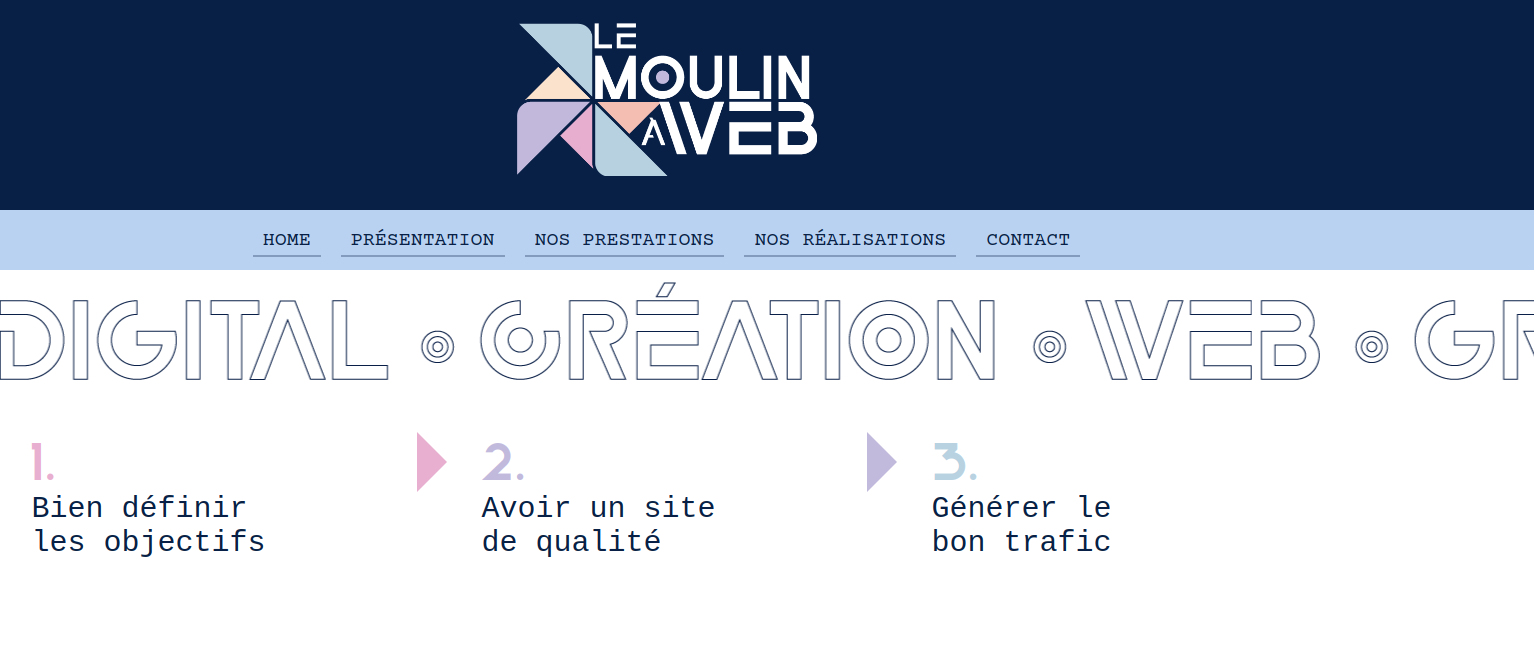 LE
MOULIN
À WEB
HOME PRÉSENTATION NOS PRESTATIONS NOS RÉALISATIONS CONTACT
DIGITAL • CRÉATION • WEB • GR
1. 2. 3.
Bien définir
les objectifs
Avoir un site
de qualité
Générer le
bon trafic